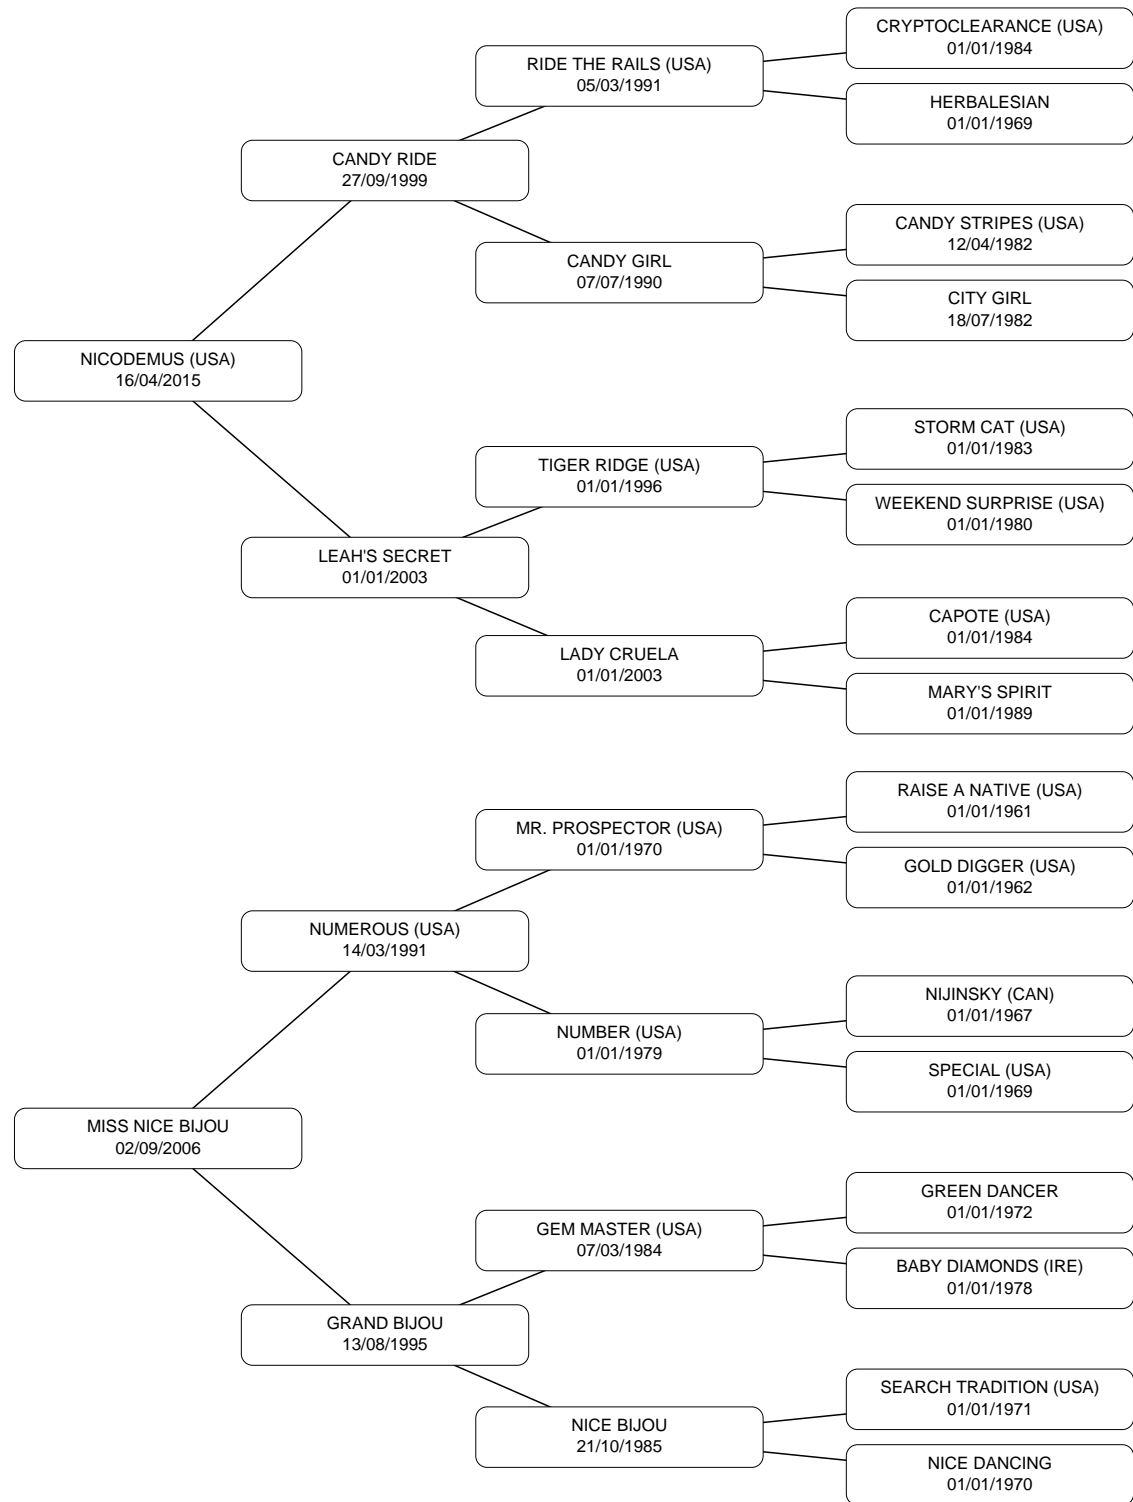 CRYPTOCLEARANCE (USA)
01/01/1984
RIDE THE RAILS (USA)
05/03/1991
HERBALESIAN
01/01/1969
CANDY RIDE
27/09/1999
CANDY STRIPES (USA)
12/04/1982
CANDY GIRL
07/07/1990
CITY GIRL
18/07/1982
NICODEMUS (USA)
16/04/2015
STORM CAT (USA)
01/01/1983
TIGER RIDGE (USA)
01/01/1996
WEEKEND SURPRISE (USA)
01/01/1980
LEAH'S SECRET
01/01/2003
CAPOTE (USA)
01/01/1984
LADY CRUELA
01/01/2003
MARY'S SPIRIT
01/01/1989
RAISE A NATIVE (USA)
01/01/1961
MR. PROSPECTOR (USA)
01/01/1970
GOLD DIGGER (USA)
01/01/1962
NUMEROUS (USA)
14/03/1991
NIJINSKY (CAN)
01/01/1967
NUMBER (USA)
01/01/1979
SPECIAL (USA)
01/01/1969
MISS NICE BIJOU
02/09/2006
GREEN DANCER
01/01/1972
GEM MASTER (USA)
07/03/1984
BABY DIAMONDS (IRE)
01/01/1978
GRAND BIJOU
13/08/1995
SEARCH TRADITION (USA)
01/01/1971
NICE BIJOU
21/10/1985
NICE DANCING
01/01/1970